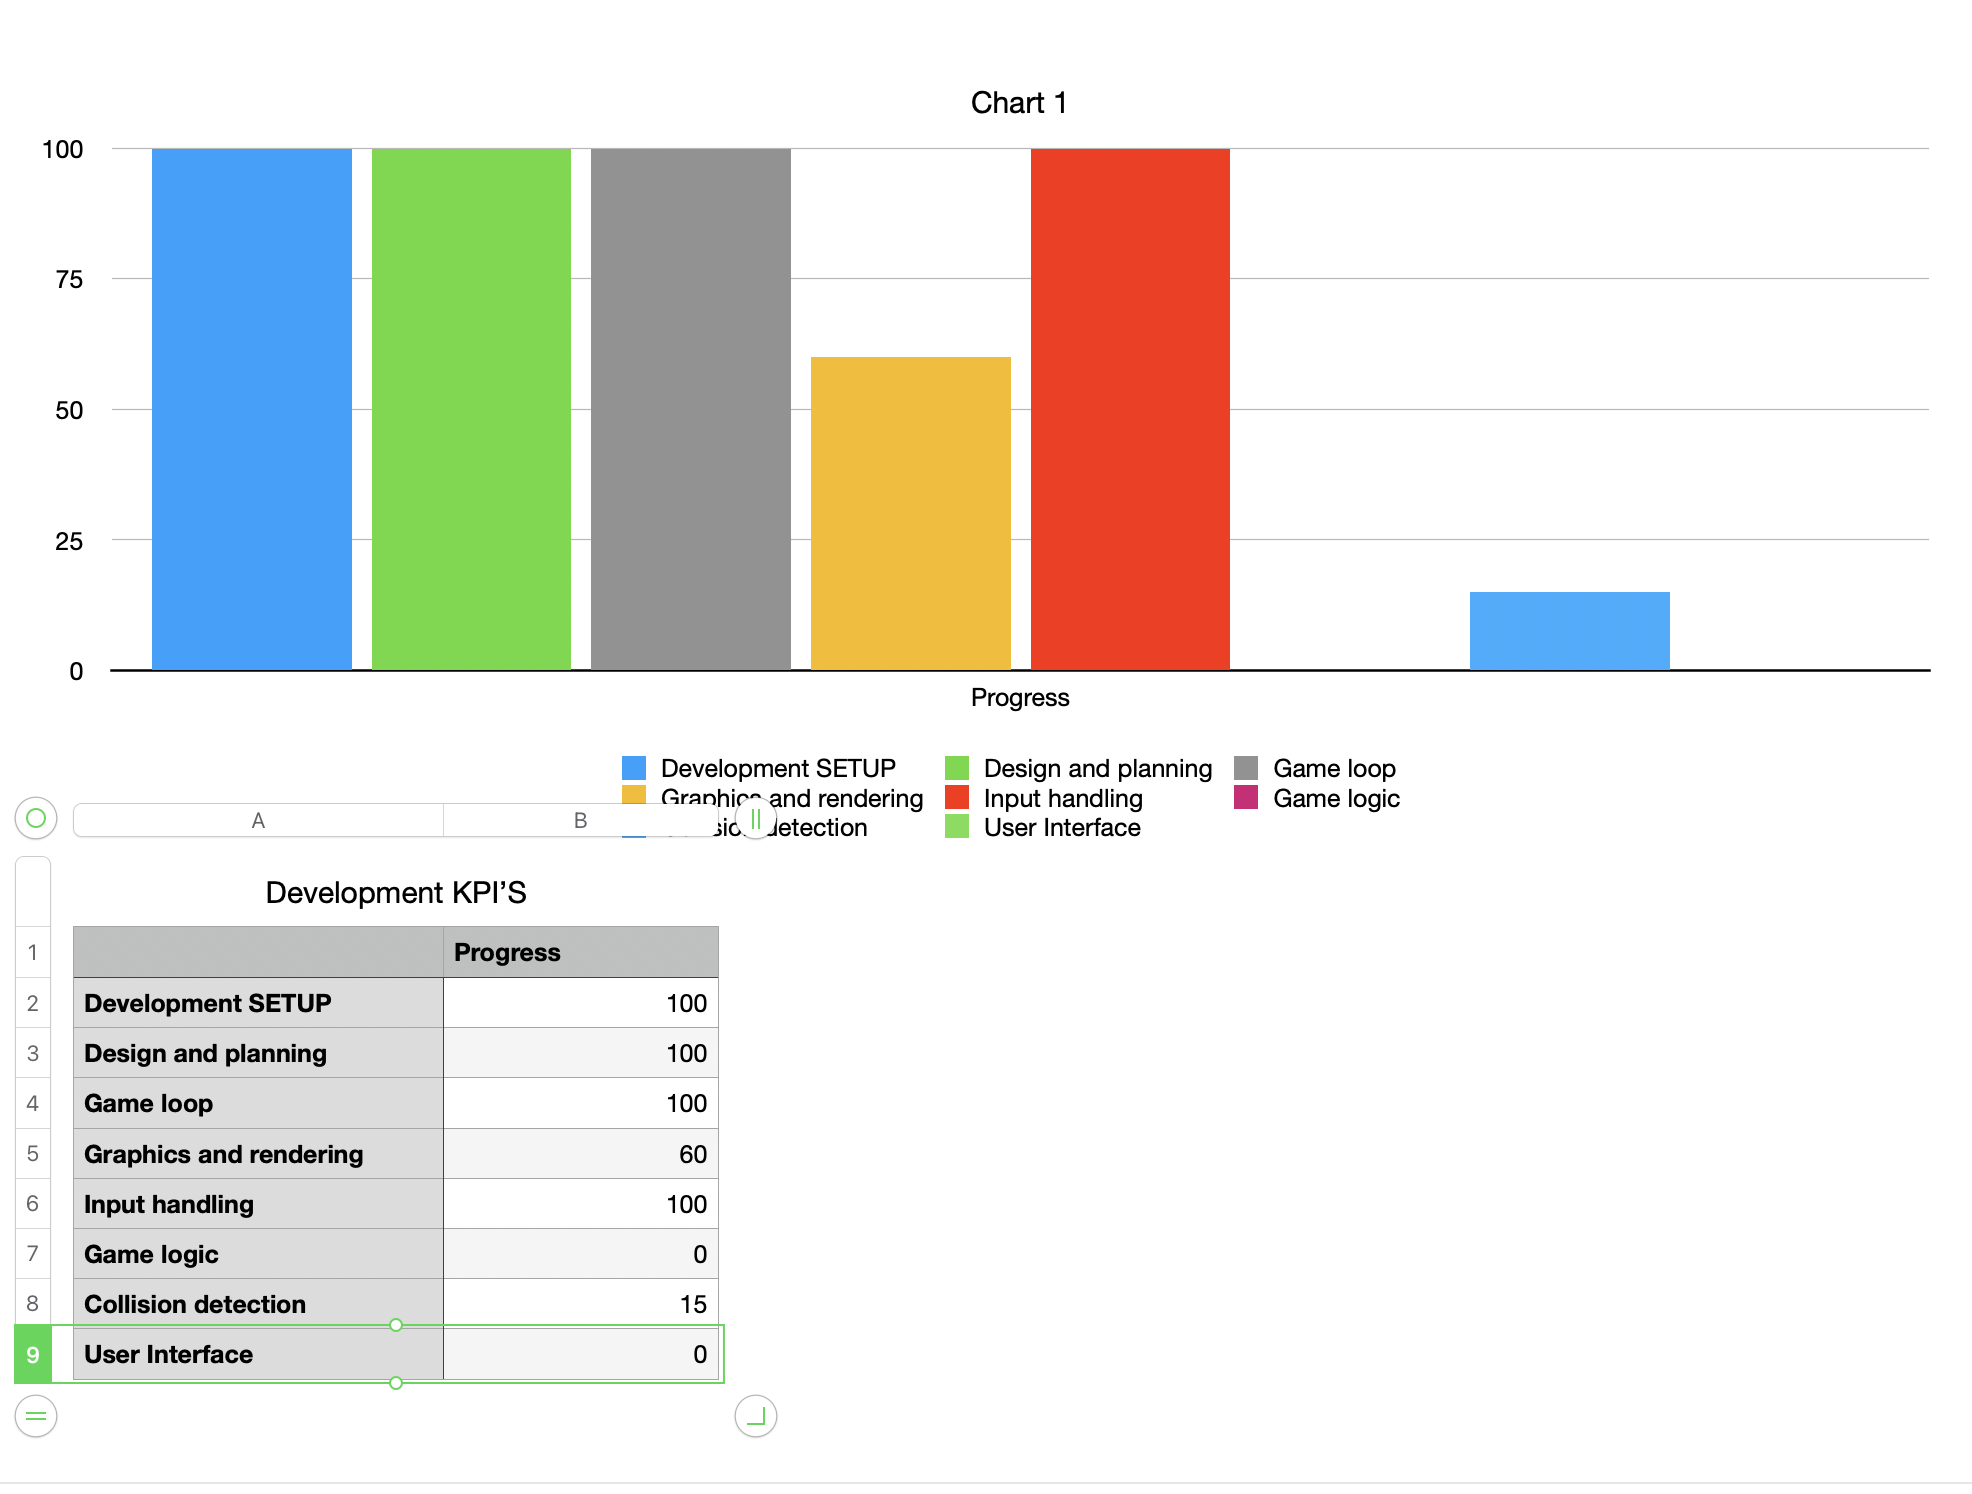 Chart 1
100
75
50
25
0
Progress
Development SETUP Design and planning Game loop
Graphics and rendering Input handling Game logic
detection User Interface
A B
Development KPI’S
1 Progress
2 Development SETUP 100
3 Design and planning 100
4 Game loop 100
5 Graphics and rendering 60
6 Input handling 100
7 Game logic 0
8 Collision detection 15
9 User Interface 0